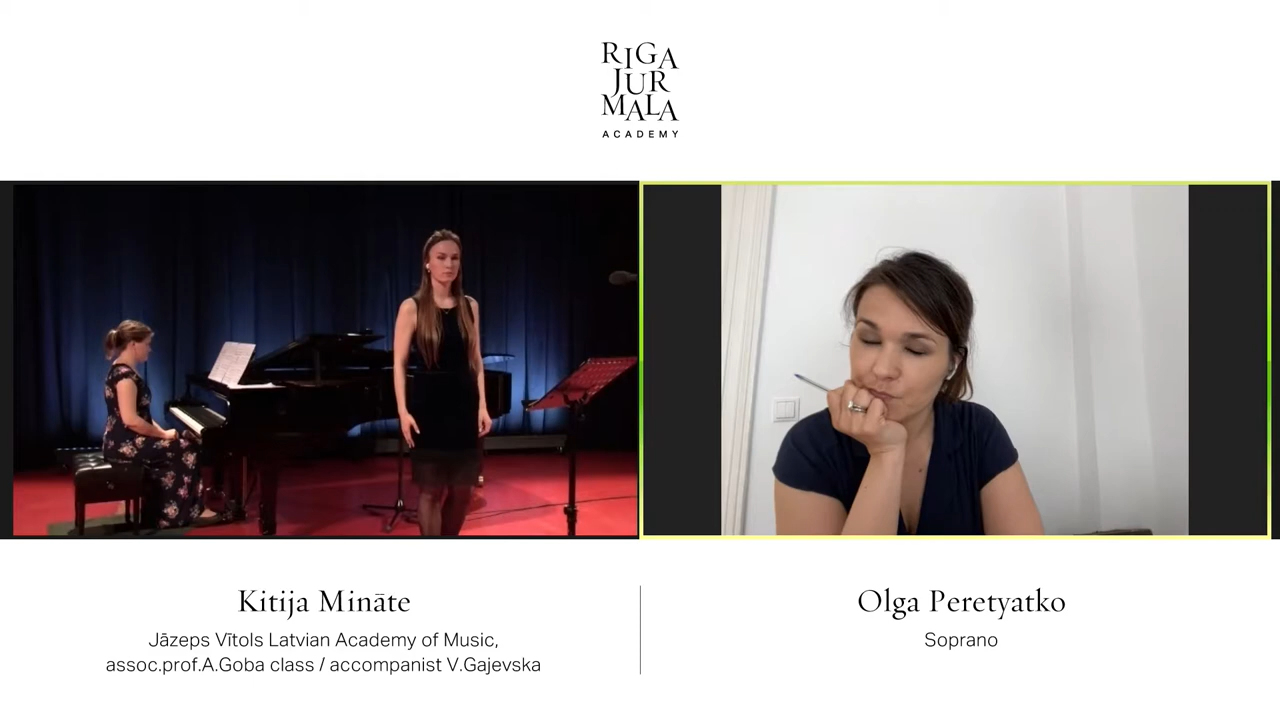 RIGA
JUR
MALA
ACADEMY
Kitija Mināte
Jāzeps Vītols Latvian Academy of Music,
assoc.prof.A.Goba class / accompanist V.Gajevska
Olga Peretyatko
Soprano